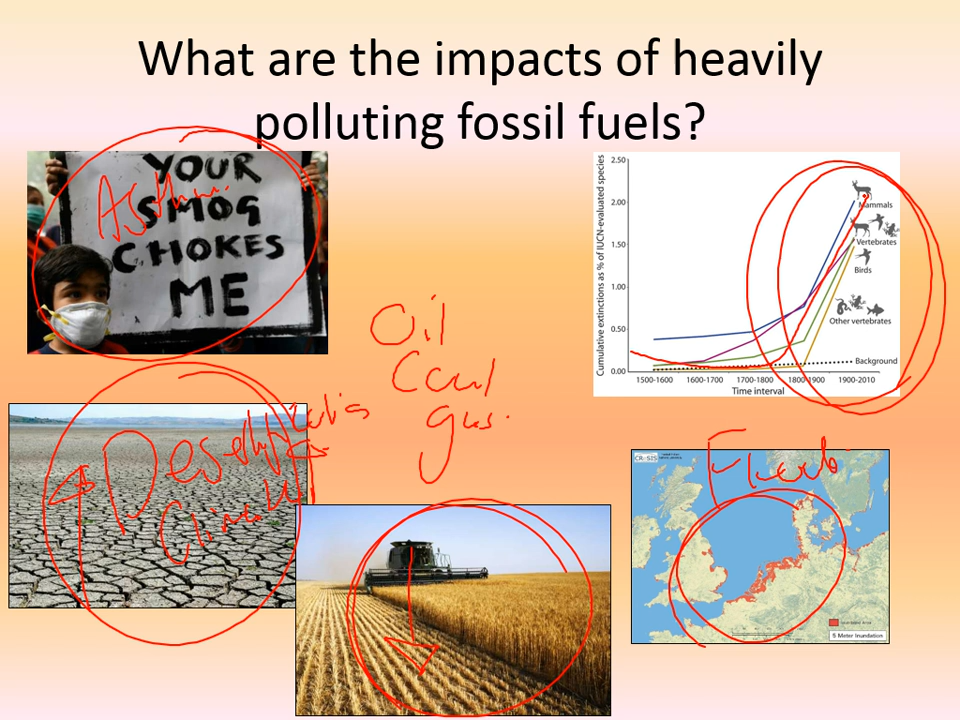 What are the impacts of heavily
polluting fossil fuels?
YOUR
SMOG
CHOKES
ME
Cumulative extinctions as % of IUCN-evaluated species
2.50
2.00
1.50
1.00
0.50
0.00
Mammals
Vertebrates
Birds
Other vertebrates
Background
1500-1600
1600-1700
1700-1800
1800-1900
1900-2010
Time interval
Oil
gas.
CReSIS
5 Meter Inundation